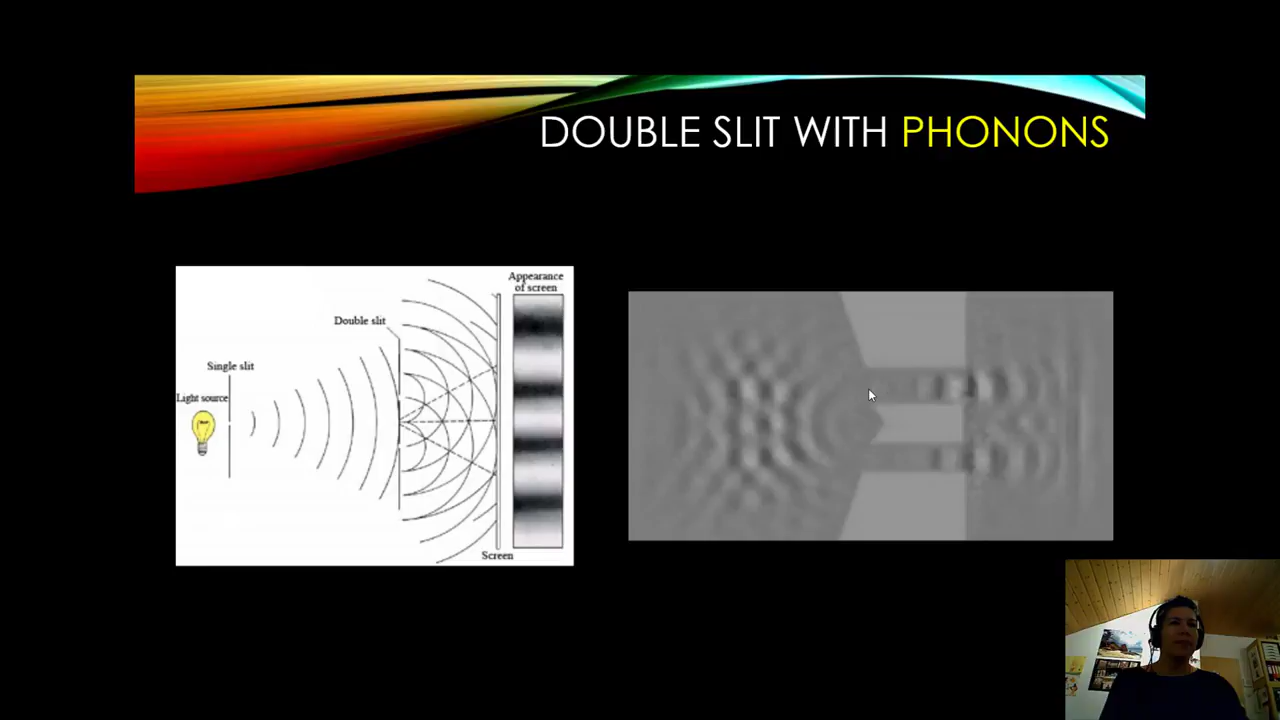 DOUBLE SLIT WITH PHONONS
Appearance
of screen
Double slit
Single slit
Light source
Screen